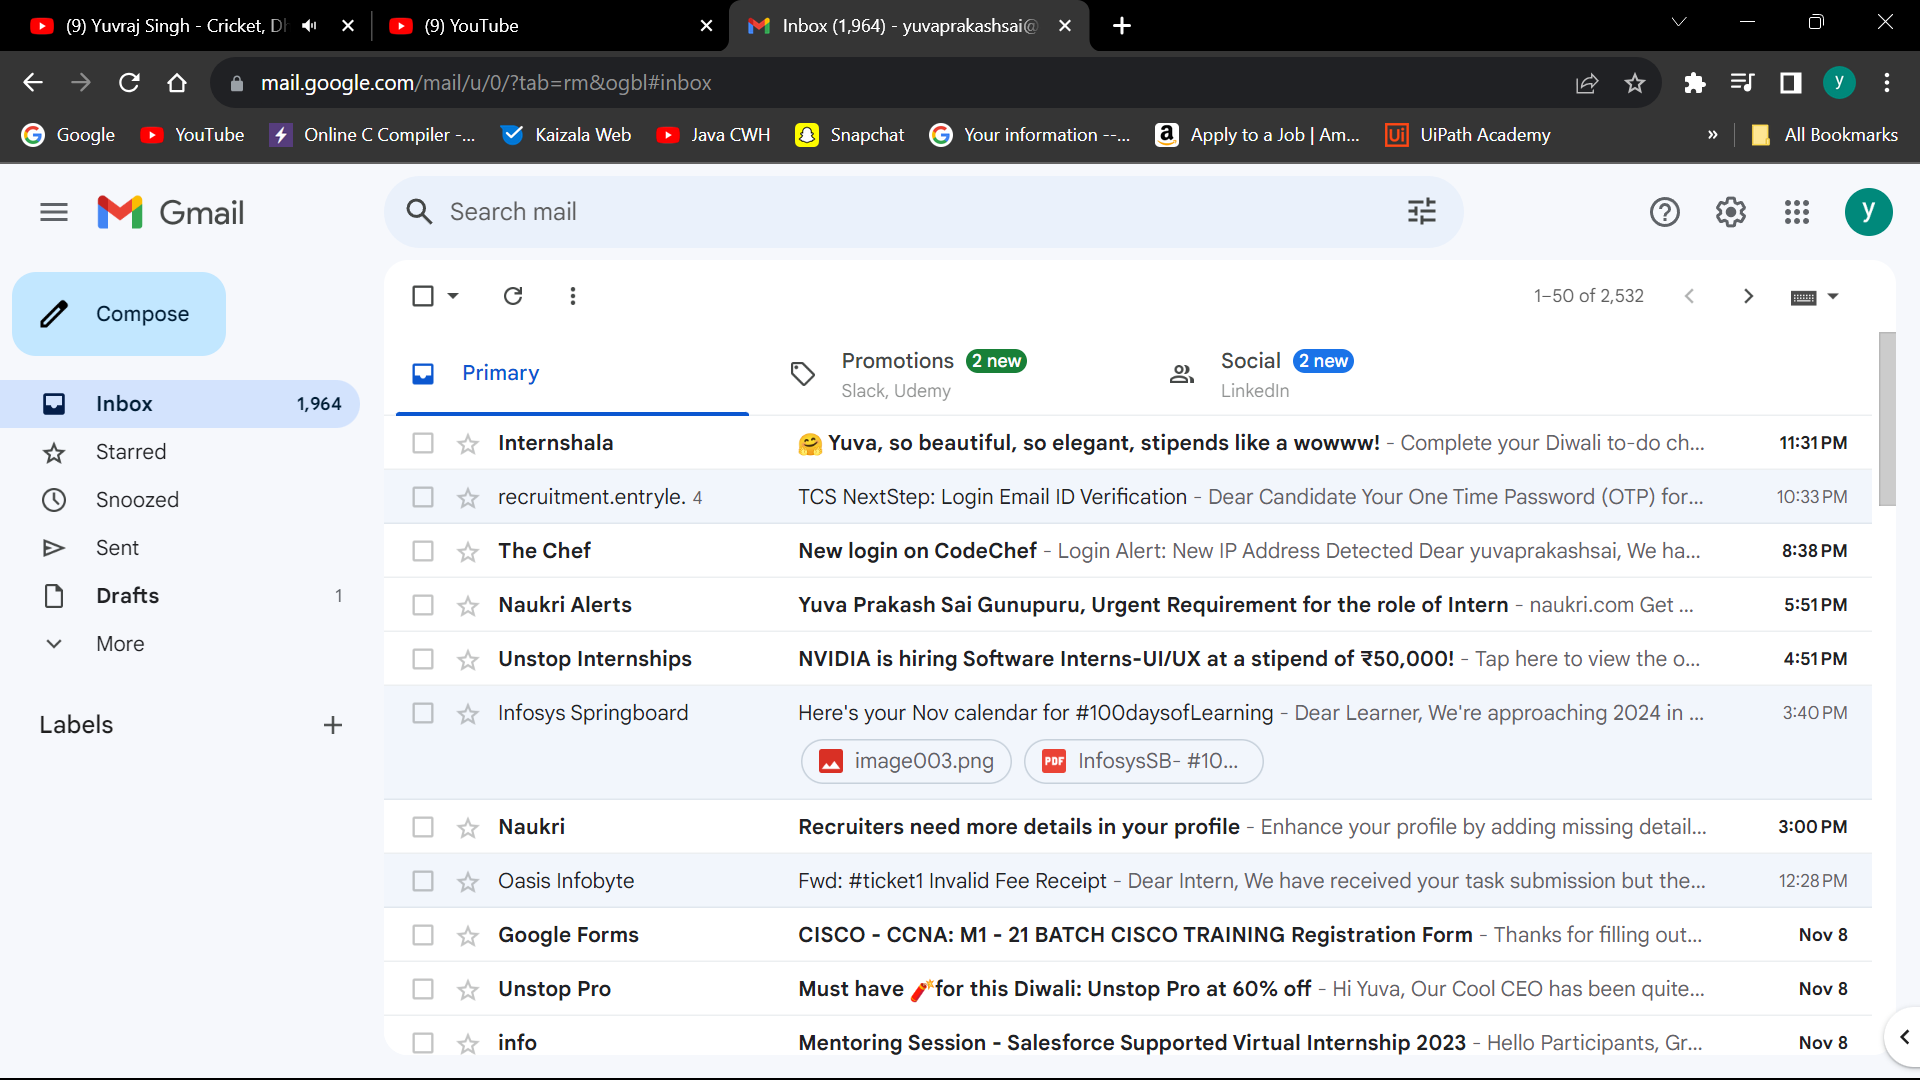 (9) Yuvraj Singh - Cricket, Dh
(9) YouTube
Inbox (1,964) - yuvaprakashsai@
mail.google.com/mail/u/0/?tab=rm&ogbl#inbox
y
Google
YouTube
Online C Compiler -...
Kaizala Web
Java CWH
Snapchat
Your information --...
Apply to a Job | Am...
UiPath Academy
»
All Bookmarks
Gmail
Search mail
y
Compose
1–50 of 2,532
Primary
Promotions 2 new
Slack, Udemy
Social 2 new
LinkedIn
Inbox 1,964
Starred
Snoozed
Sent
Drafts 1
More
Labels
Internshala 🤗 Yuva, so beautiful, so elegant, stipends like a wowww! - Complete your Diwali to-do ch... 11:31 PM
recruitment.entryle. 4 TCS NextStep: Login Email ID Verification - Dear Candidate Your One Time Password (OTP) for... 10:33 PM
The Chef New login on CodeChef - Login Alert: New IP Address Detected Dear yuvaprakashsai, We ha... 8:38 PM
Naukri Alerts Yuva Prakash Sai Gunupuru, Urgent Requirement for the role of Intern - naukri.com Get ... 5:51 PM
Unstop Internships NVIDIA is hiring Software Interns-UI/UX at a stipend of ₹50,000! - Tap here to view the o... 4:51 PM
Infosys Springboard Here's your Nov calendar for #100daysofLearning - Dear Learner, We're approaching 2024 in ... 3:40 PM
image003.png
PDF InfosysSB- #10...
Naukri Recruiters need more details in your profile - Enhance your profile by adding missing detail... 3:00 PM
Oasis Infobyte Fwd: #ticket1 Invalid Fee Receipt - Dear Intern, We have received your task submission but the... 12:28 PM
Google Forms CISCO - CCNA: M1 - 21 BATCH CISCO TRAINING Registration Form - Thanks for filling out... Nov 8
Unstop Pro Must have 🧨for this Diwali: Unstop Pro at 60% off - Hi Yuva, Our Cool CEO has been quite... Nov 8
info Mentoring Session - Salesforce Supported Virtual Internship 2023 - Hello Participants, Gr... Nov 8